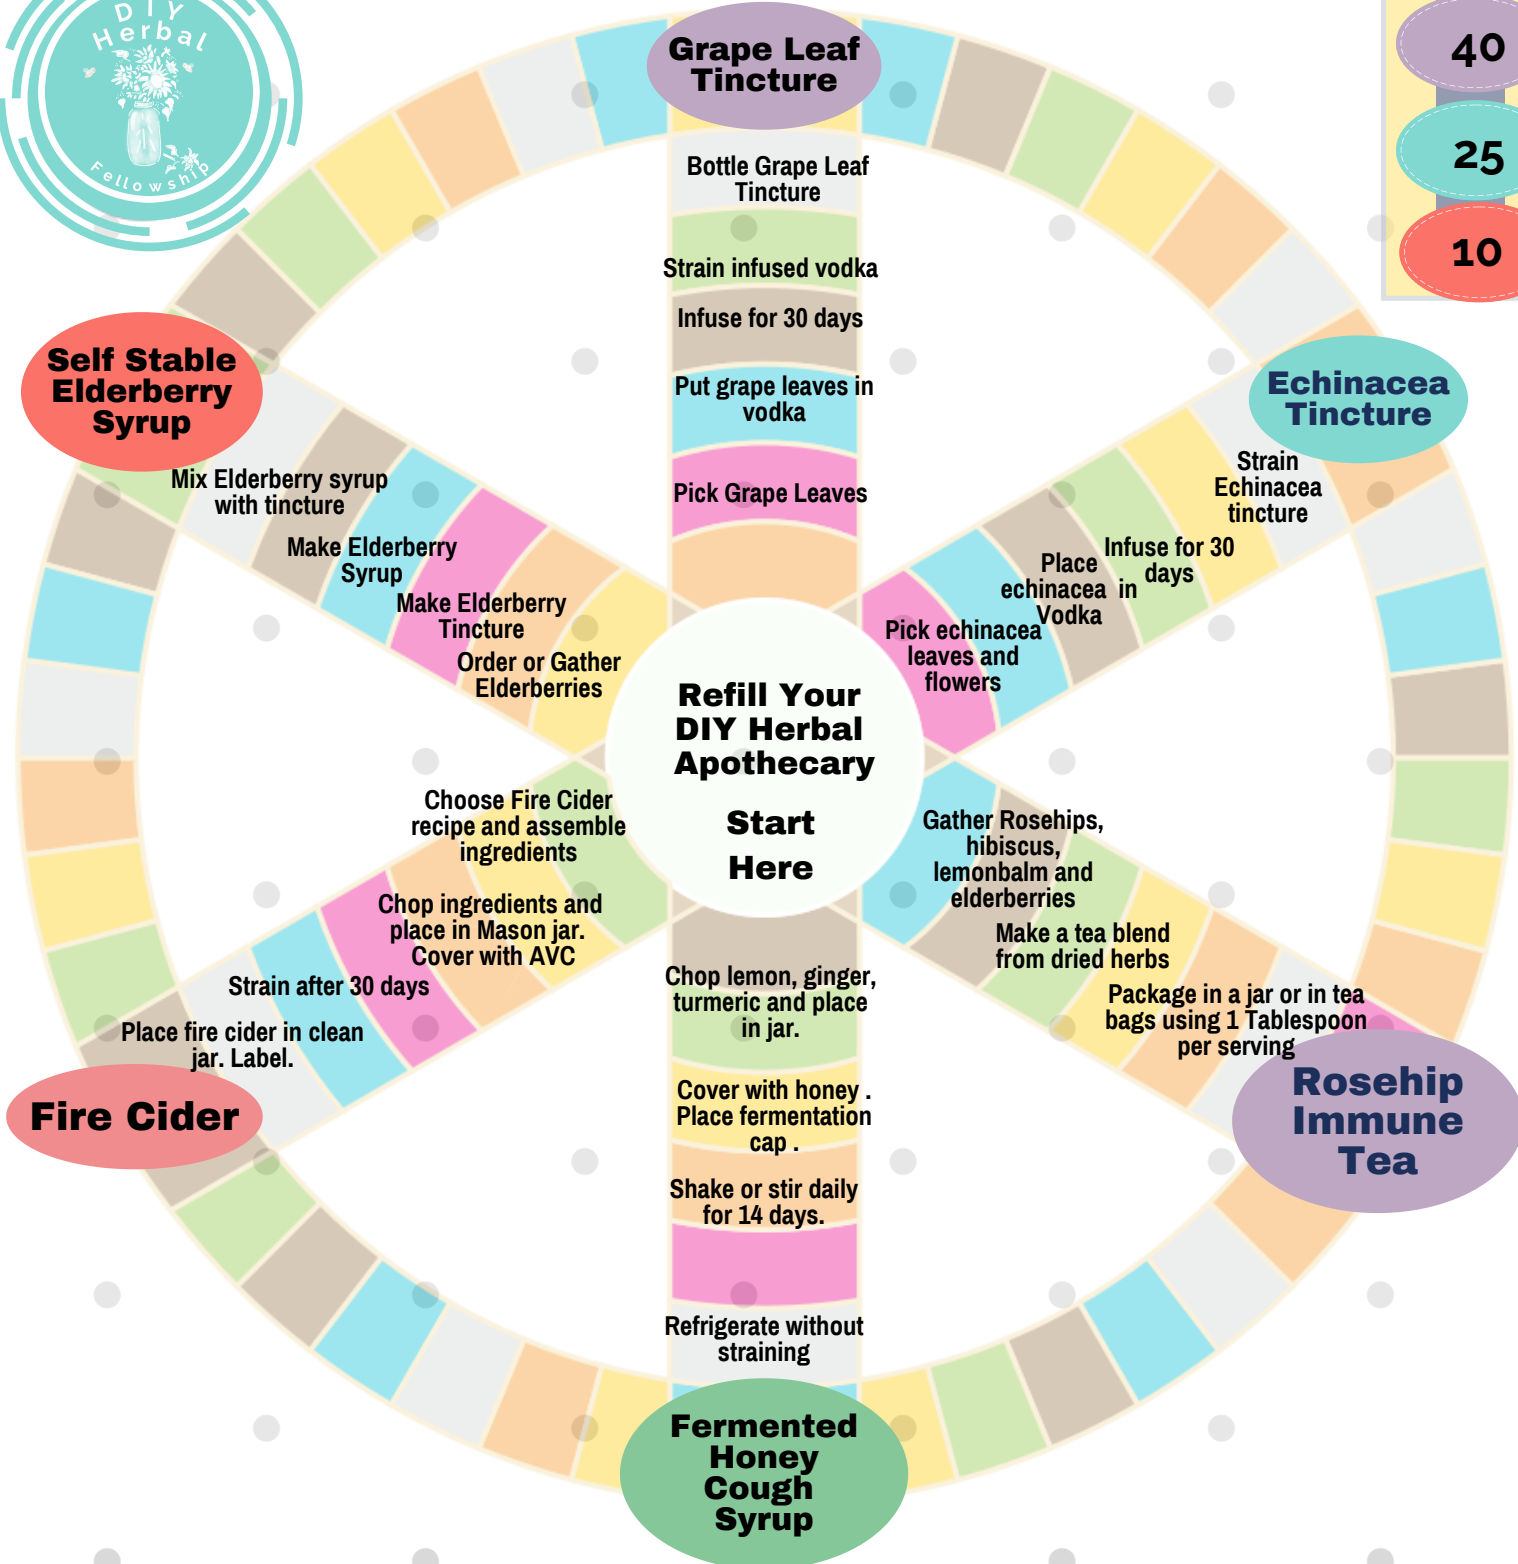 DIY
Herbal
Fellowship
40
25
10
Grape Leaf
Tincture
Bottle Grape Leaf
Tincture
Strain infused vodka
Infuse for 30 days
Put grape leaves in
vodka
Pick Grape Leaves
Self Stable
Elderberry
Syrup
Mix Elderberry syrup
with tincture
Make Elderberry
Syrup
Make Elderberry
Tincture
Order or Gather
Elderberries
Echinacea
Tincture
Strain
Echinacea
tincture
Infuse for 30
days
Place
echinacea in
Vodka
Pick echinacea
leaves and
flowers
Refill Your
DIY Herbal
Apothecary
Start
Here
Choose Fire Cider
recipe and assemble
ingredients
Chop ingredients and
place in Mason jar.
Cover with AVC
Strain after 30 days
Place fire cider in clean
jar. Label.
Fire Cider
Gather Rosehips,
hibiscus,
lemonbalm and
elderberries
Make a tea blend
from dried herbs
Package in a jar or in tea
bags using 1 Tablespoon
per serving
Rosehip
Immune
Tea
Chop lemon, ginger,
turmeric and place
in jar.
Cover with honey .
Place fermentation
cap .
Shake or stir daily
for 14 days.
Refrigerate without
straining
Fermented
Honey
Cough
Syrup